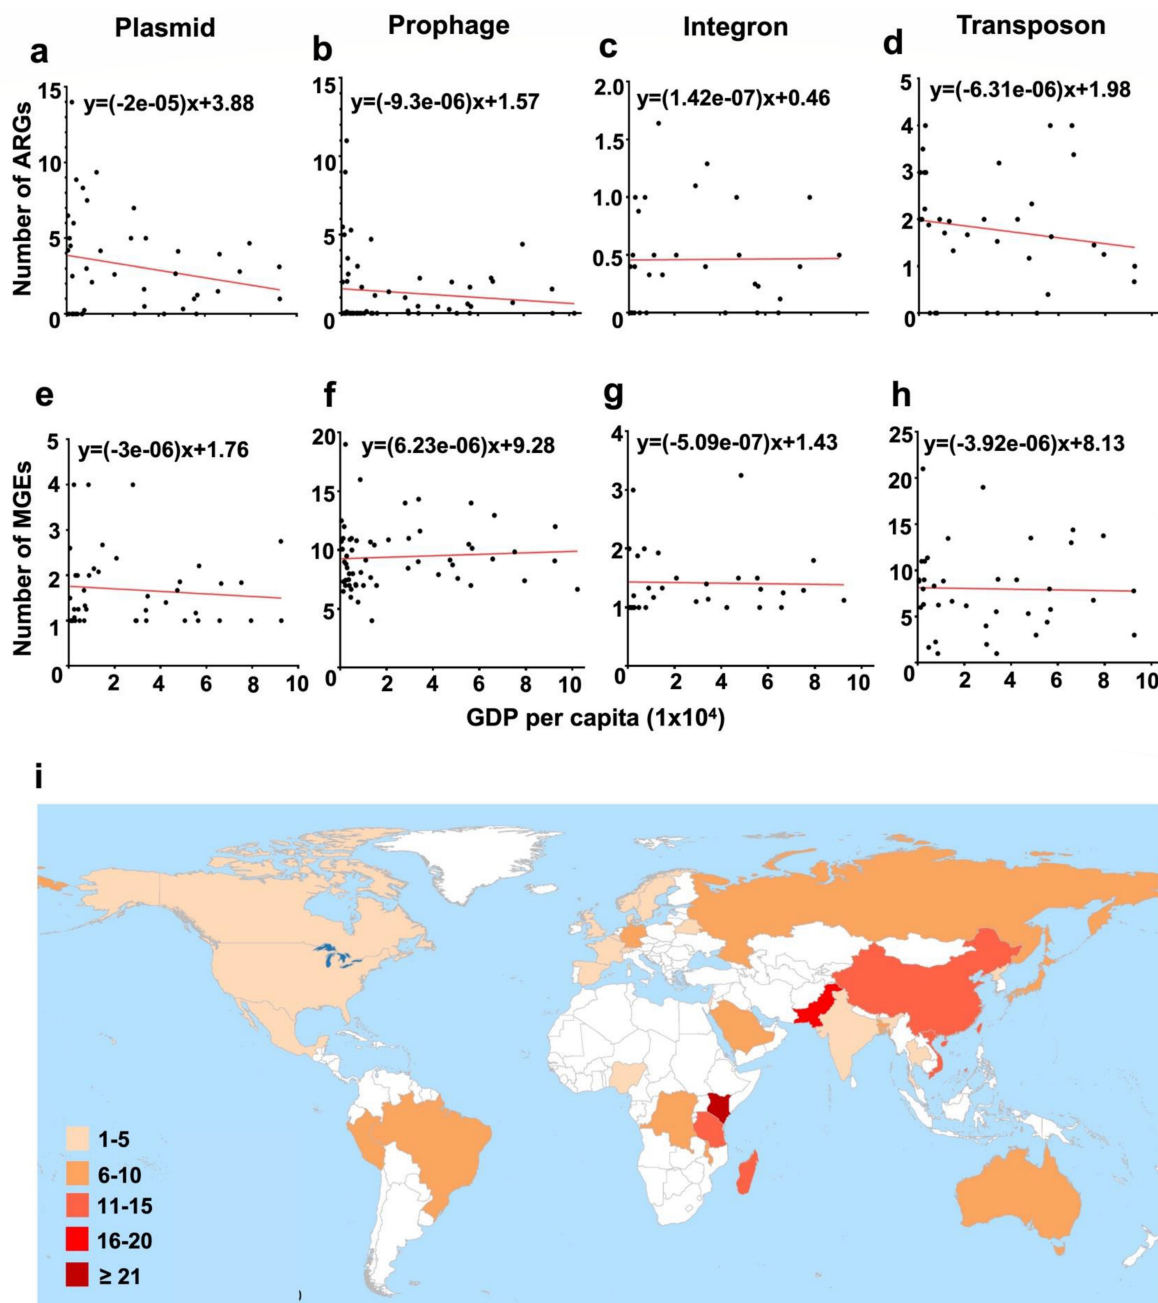 Plasmid Prophage Integron Transposon
a b c d
Number of ARGs
y=(-2e-05)x+3.88
15
10
5
0
y=(-9.3e-06)x+1.57
15
10
5
0
y=(1.42e-07)x+0.46
2.0
1.5
1.0
0.5
0
y=(-6.31e-06)x+1.98
5
4
3
2
1
0
e f g h
Number of MGEs
y=(-3e-06)x+1.76
5
4
3
2
1
0
2 4 6 8 10
y=(6.23e-06)x+9.28
20
15
10
5
0
2 4 6 8 10
y=(-5.09e-07)x+1.43
4
3
2
1
0
2 4 6 8 10
y=(-3.92e-06)x+8.13
25
20
15
10
5
0
2 4 6 8 10
GDP per capita (1x10⁴)
i
1-5
6-10
11-15
16-20
≥ 21
)